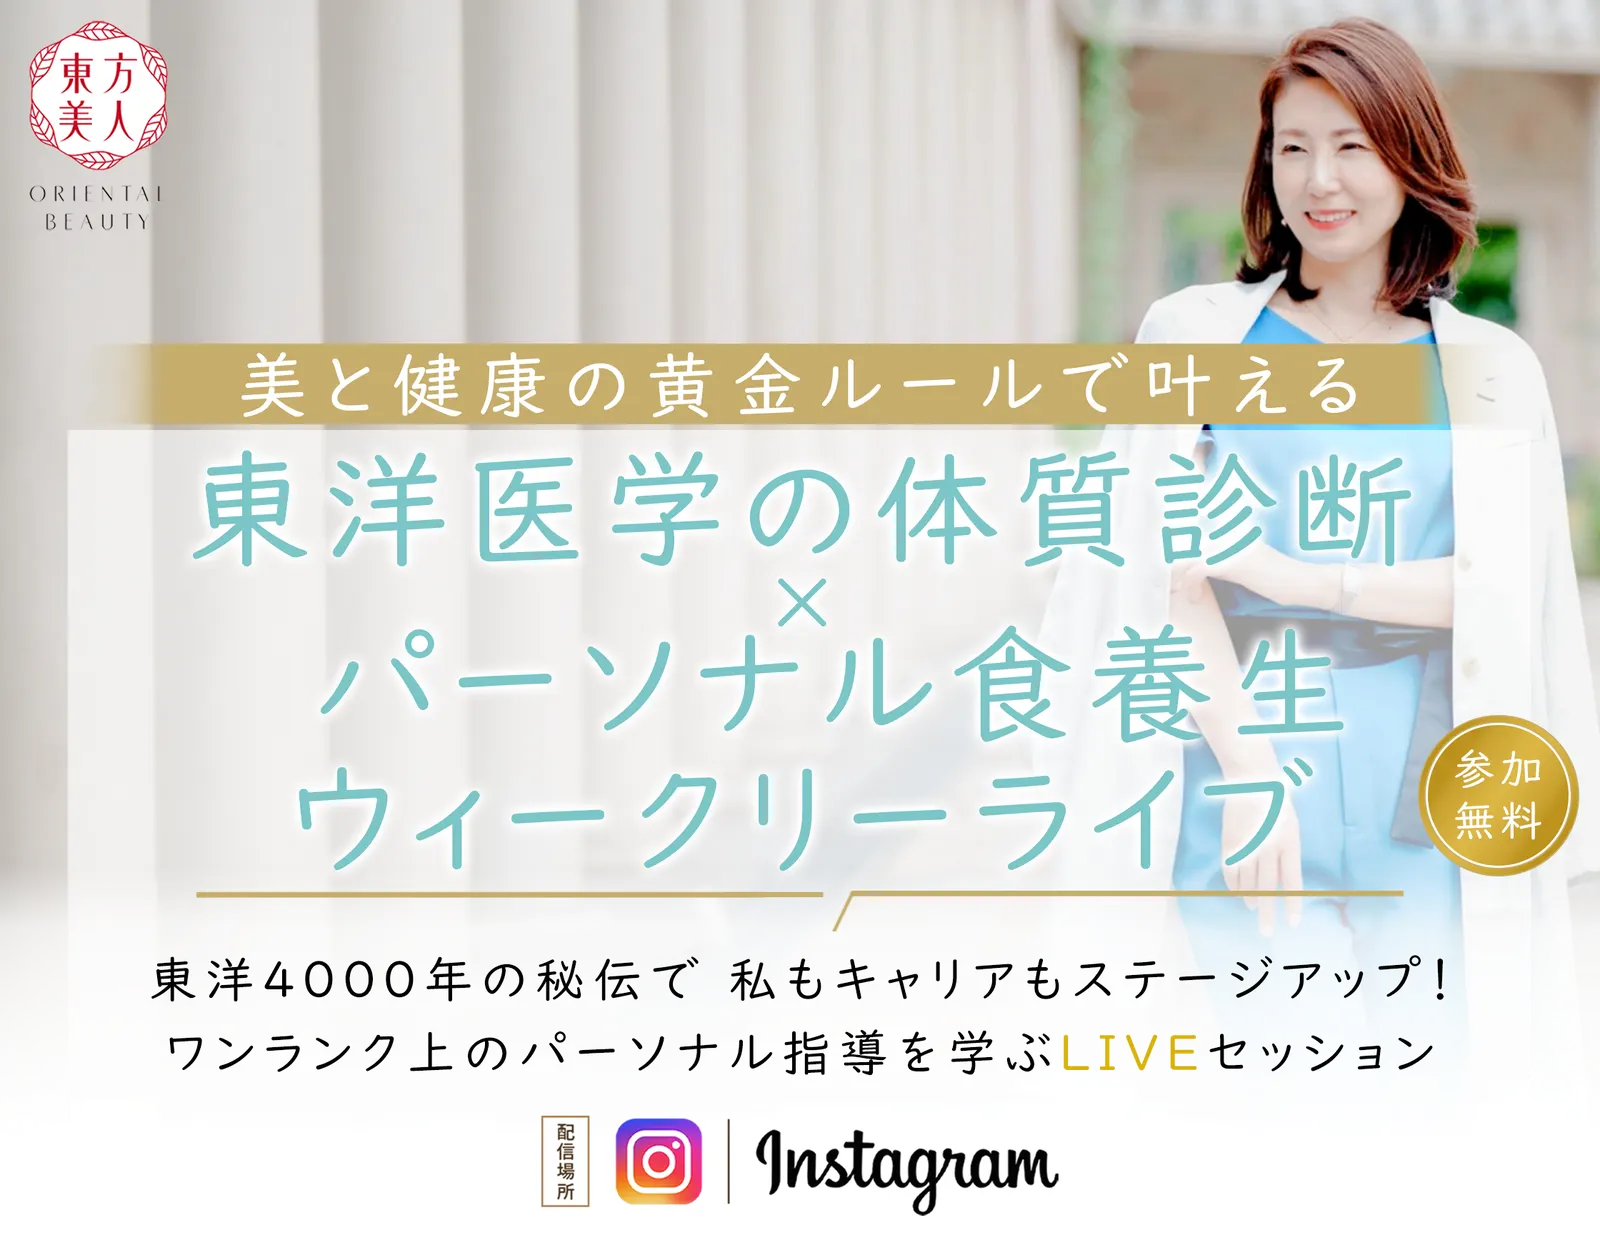 東方
美人
ORIENTAL
BEAUTY
美と健康の黄金ルールで叶える
東洋医学の体質診断
×
パーソナル食養生
ウィークリーライブ
参加
無料
東洋4000年の秘伝で 私もキャリアもステージアップ！
ワンランク上のパーソナル指導を学ぶLIVEセッション
配信場所
Instagram